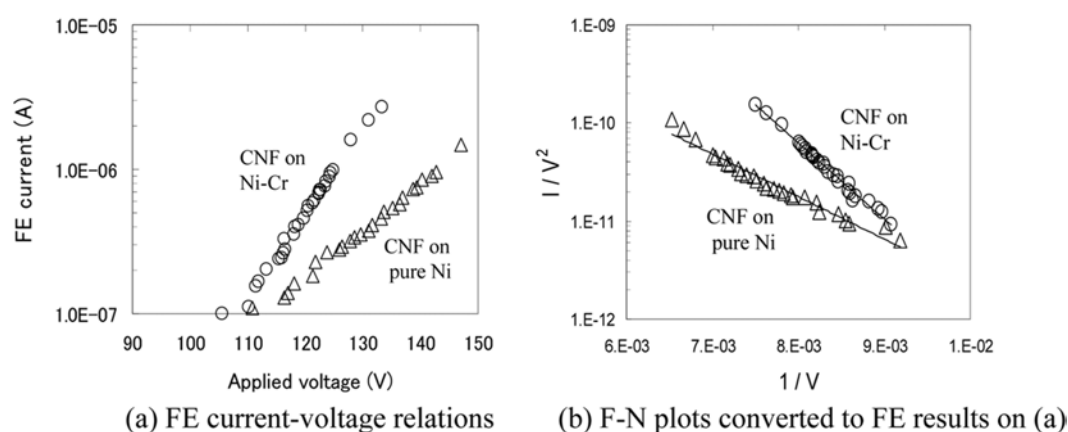 1.0E-05
1.0E-06
1.0E-07
FE current (A)
CNF on
Ni-Cr
CNF on
pure Ni
90 100 110 120 130 140 150
Applied voltage (V)
(a) FE current-voltage relations
1.E-09
1.E-10
1.E-11
1.E-12
I / V²
CNF on
Ni-Cr
CNF on
pure Ni
6.E-03 7.E-03 8.E-03 9.E-03 1.E-02
1 / V
(b) F-N plots converted to FE results on (a)